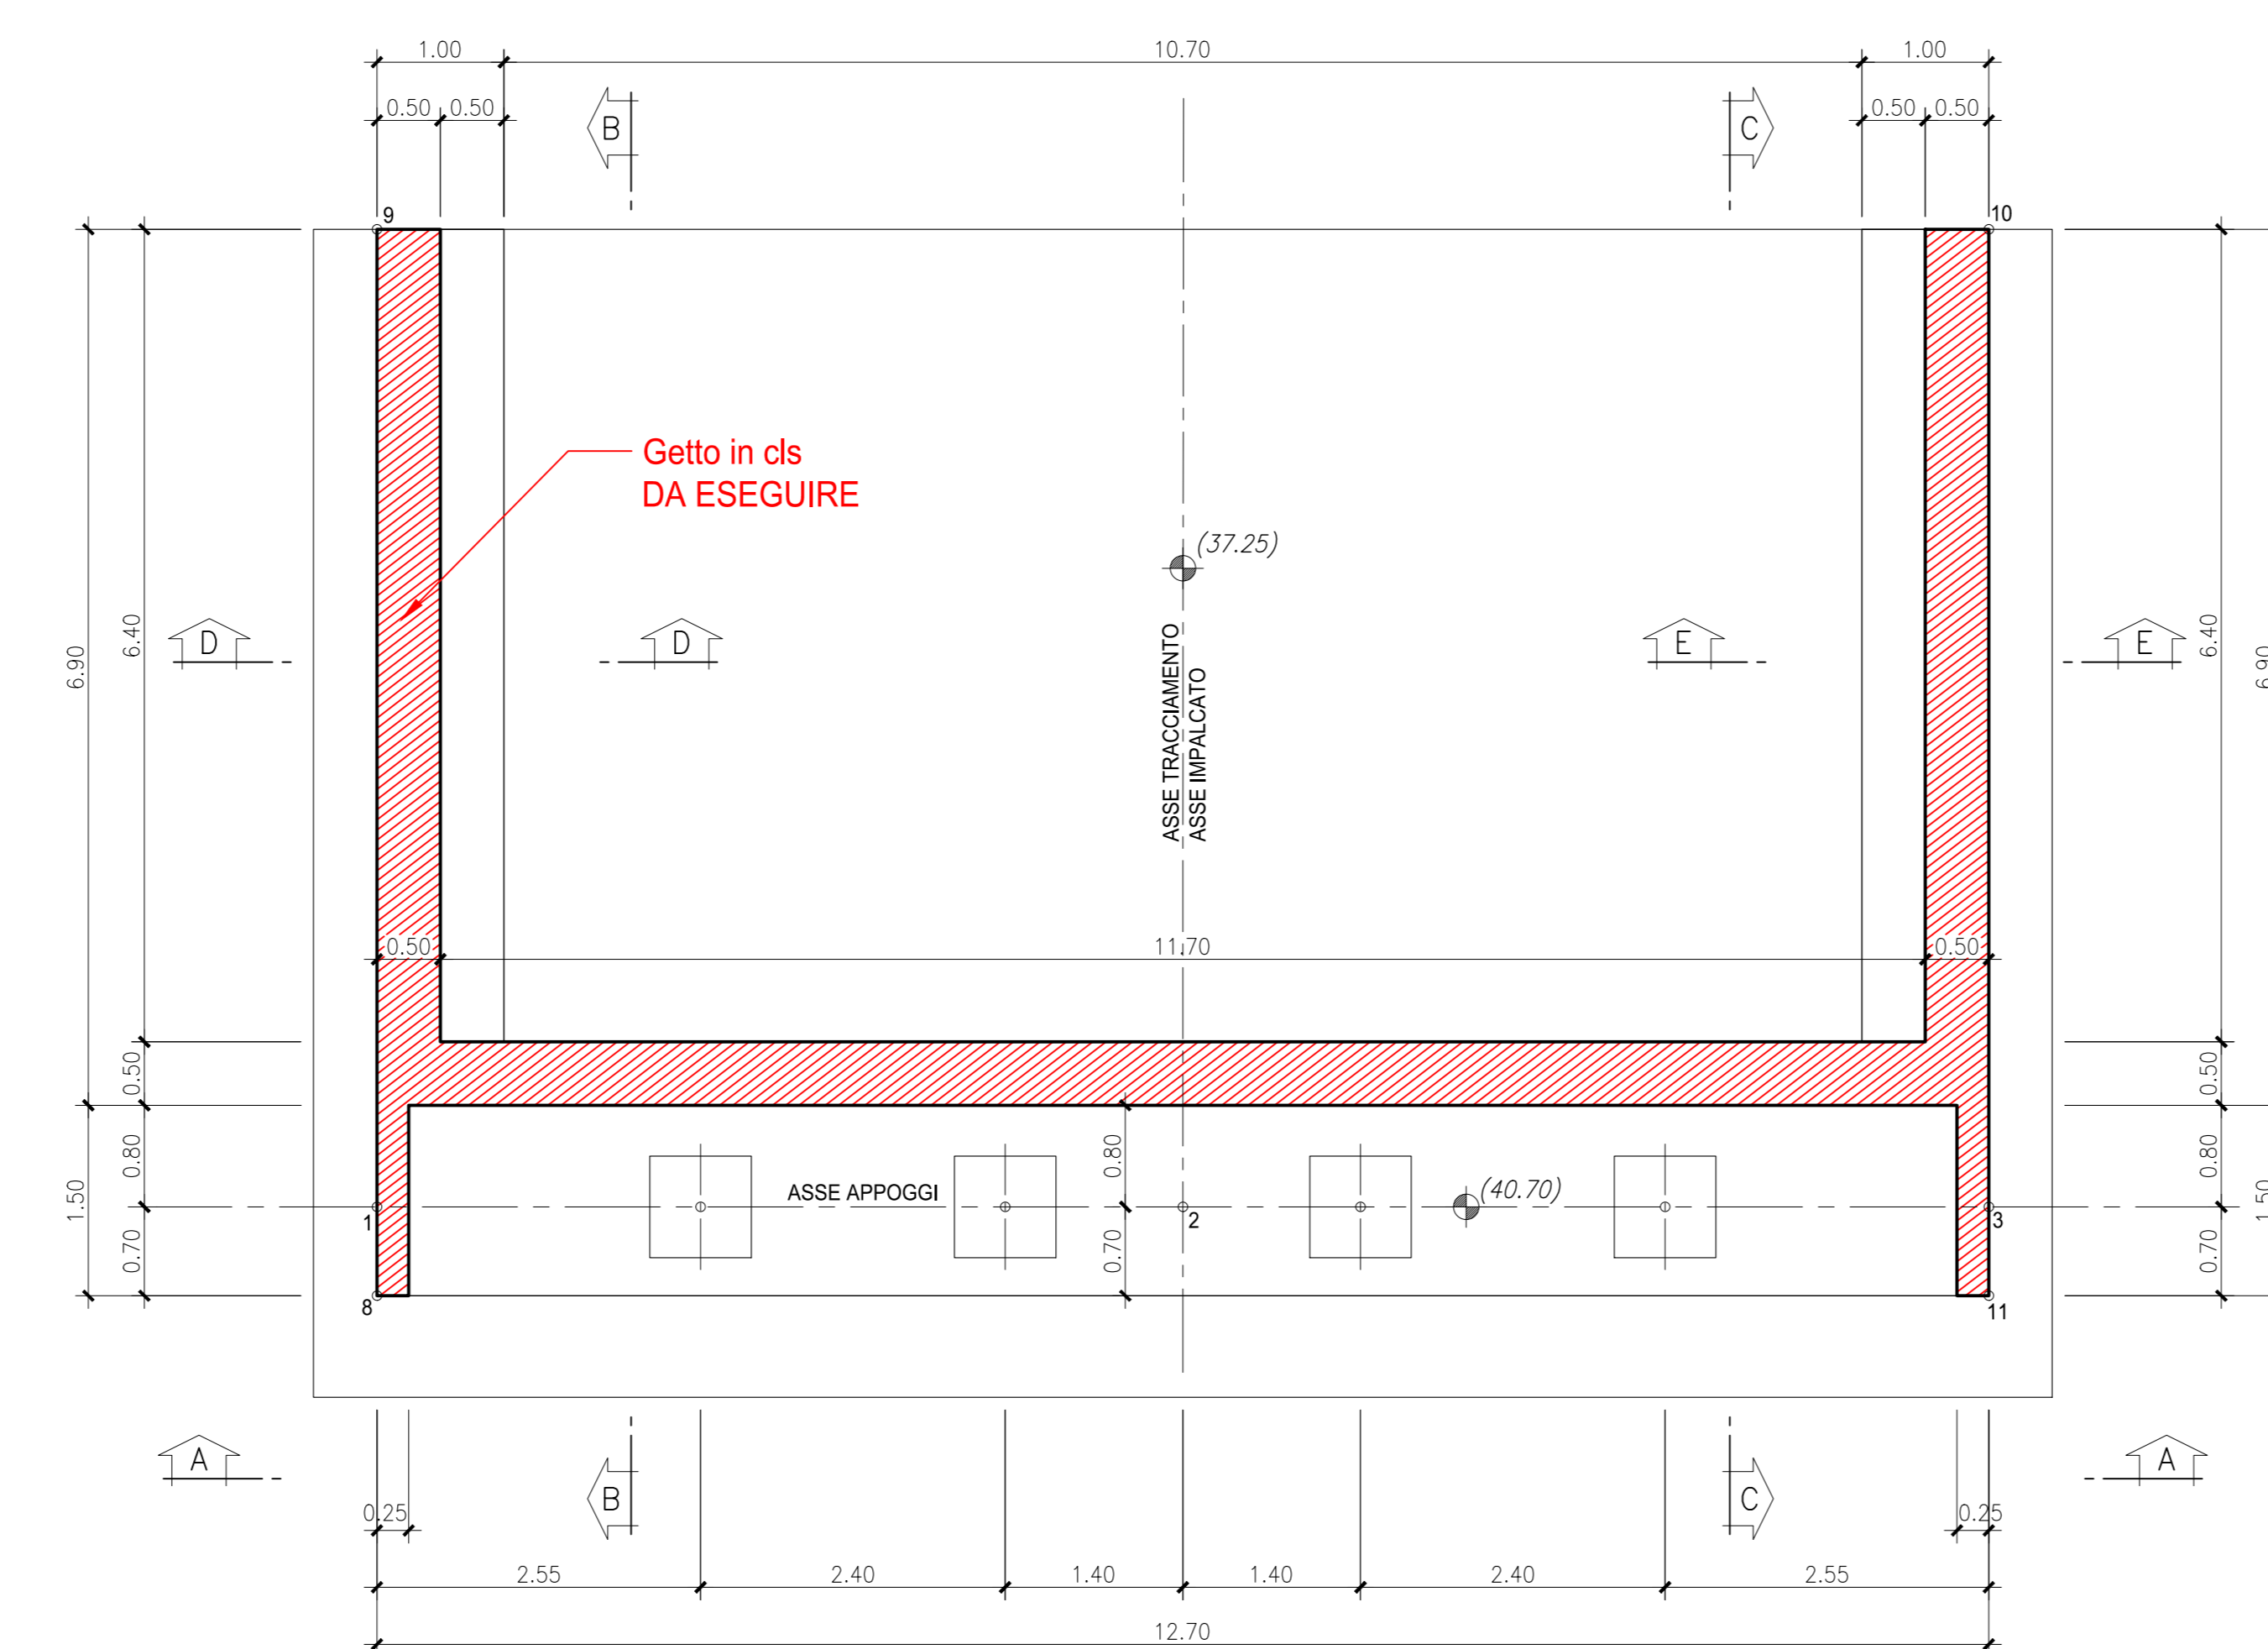 1.00 10.70 1.00
0.50 0.50 0.50 0.50
B C
9 10
Getto in cls
DA ESEGUIRE
(37.25)
6.90 6.40 6.40 6.90
D D E E
ASSE TRACCIAMENTO
ASSE IMPALCATO
0.50 11.70 0.50
0.50 0.50
1.50 0.80 0.80 0.80 1.50
ASSE APPOGGI
(40.70)
1 2 3
0.70 0.70 0.70
8 11
A B C A
0.25 0.25
2.55 2.40 1.40 1.40 2.40 2.55
12.70